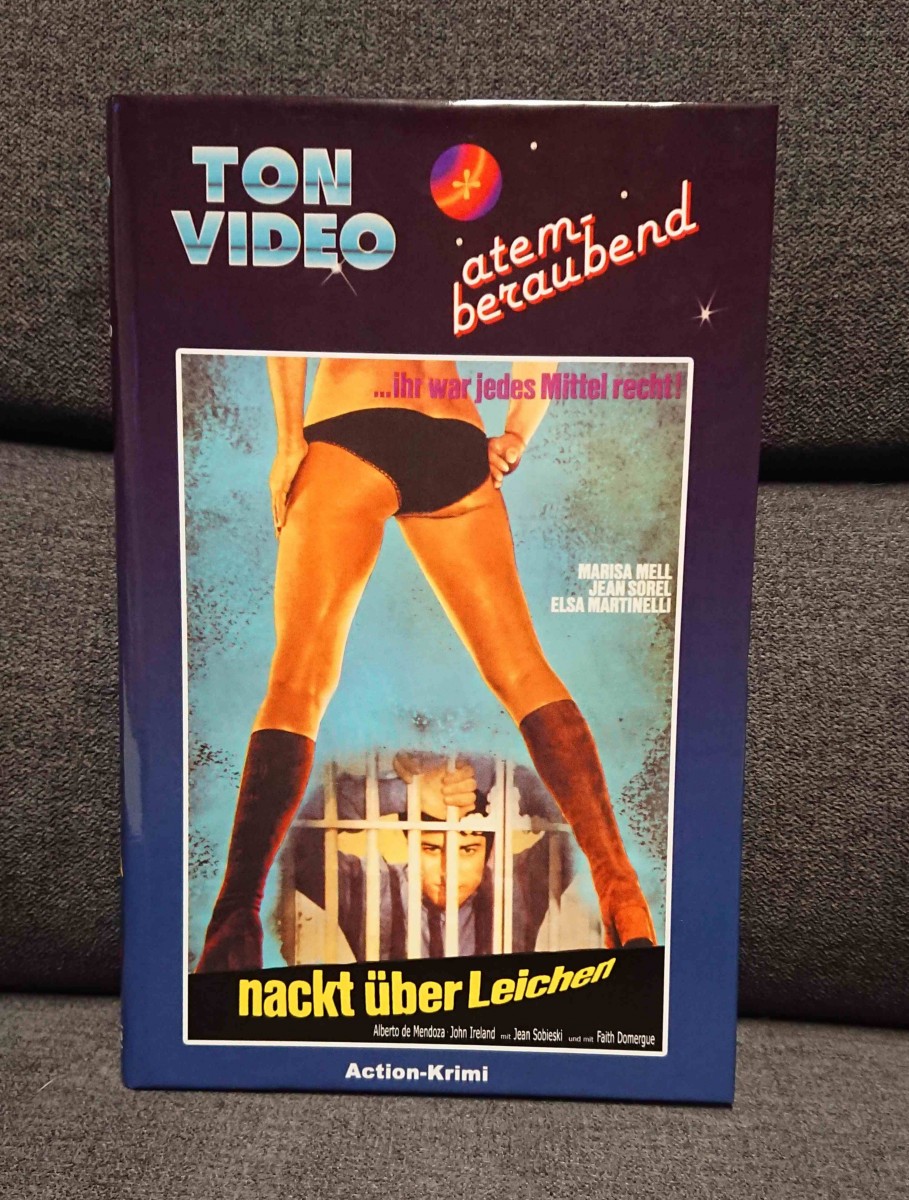 TON
VIDEO
atem-
beraubend
...ihr war jedes Mittel recht!
MARISA MELL
JEAN SOREL
ELSA MARTINELLI
nackt über Leichen
Alberto de Mendoza · John Ireland mit Jean Sobieski und mit Faith Domergue
Action-Krimi